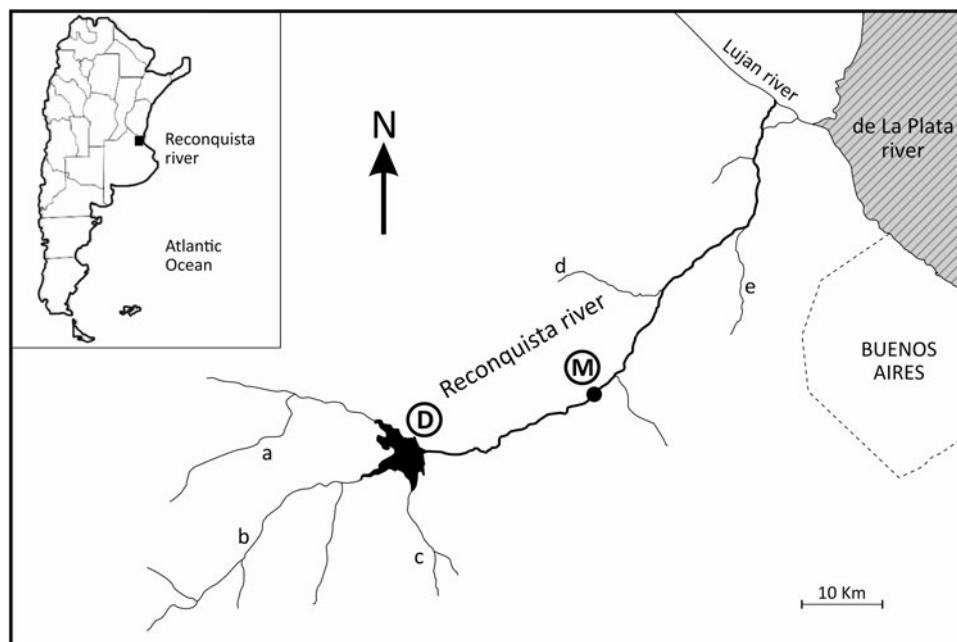 Reconquista
river
Atlantic
Ocean
N
Lujan river
de La Plata
river
d
e
Reconquista river
BUENOS
AIRES
M
D
a
b
c
10 Km